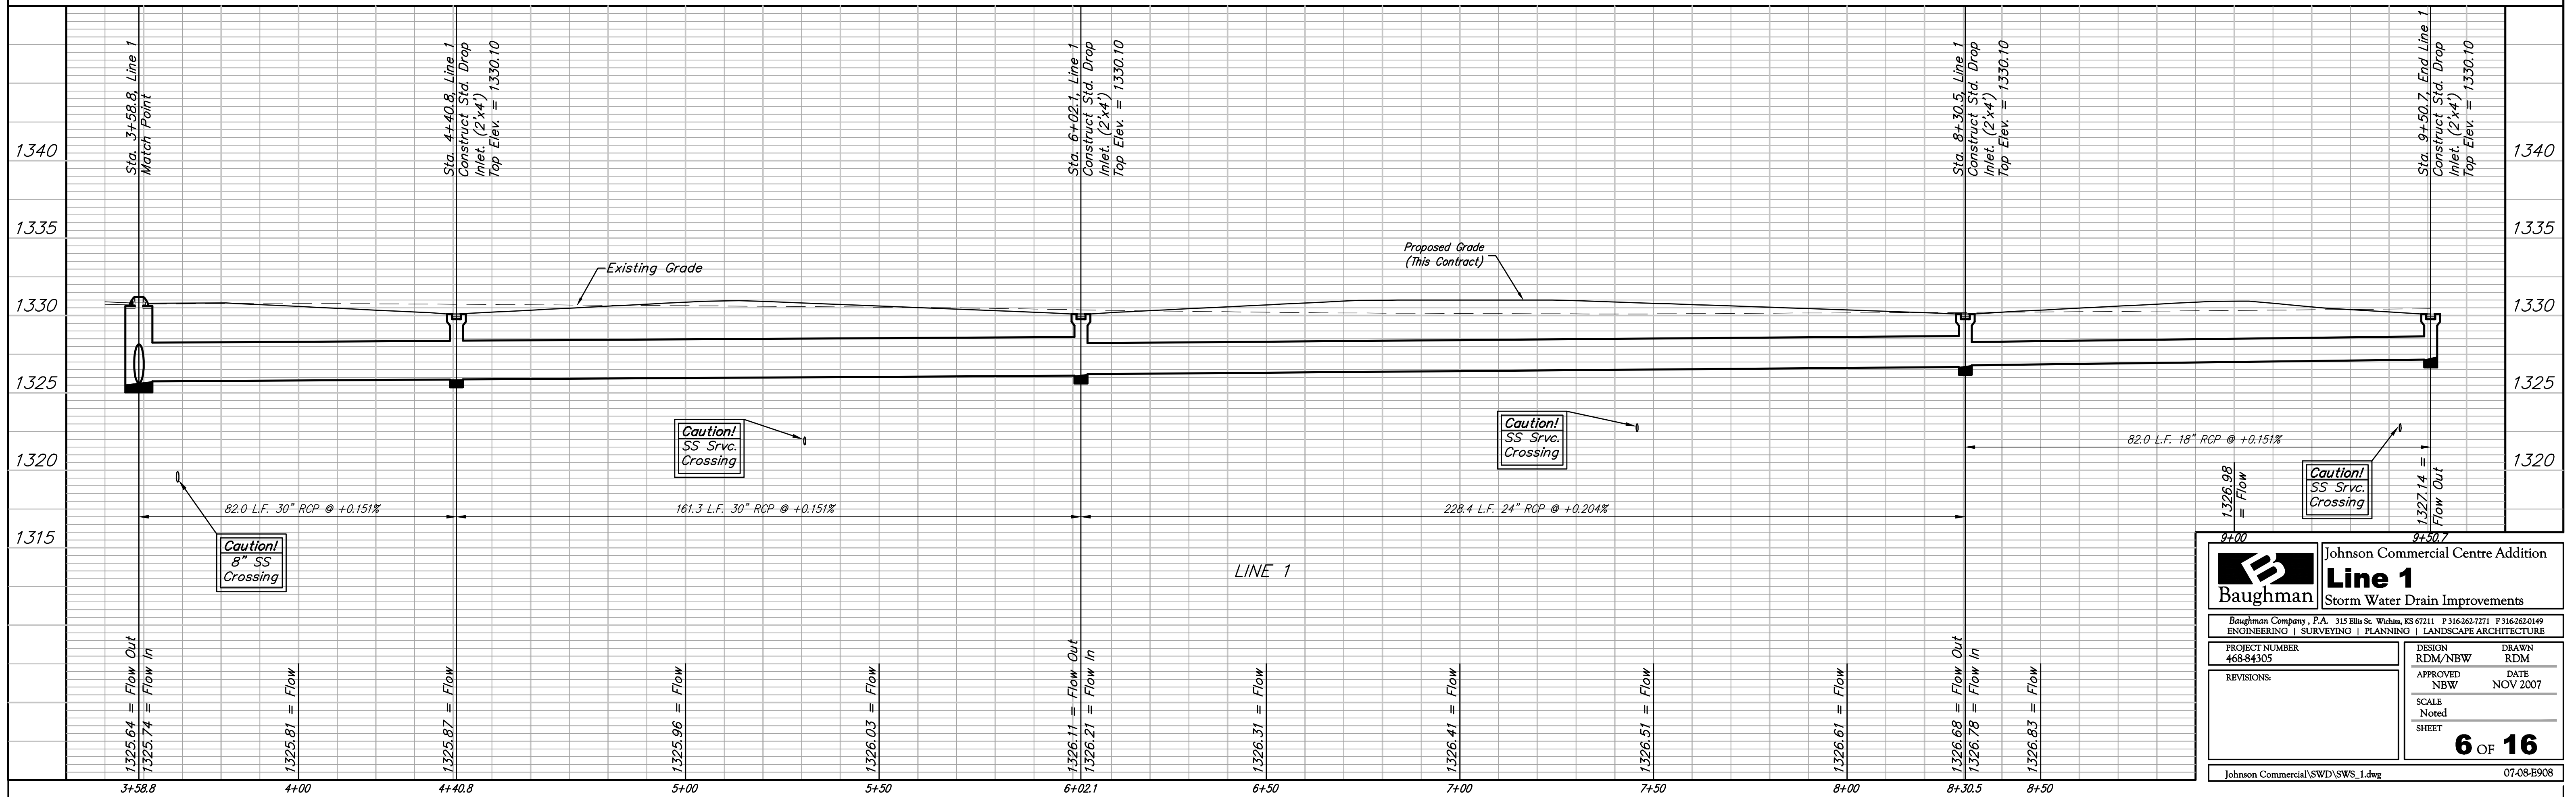 Sta. 3+58.8, Line 1
Match Point
Sta. 4+40.8, Line 1
Construct Std. Drop
Inlet. (2'x4')
Top Elev. = 1330.10
Sta. 6+02.1, Line 1
Construct Std. Drop
Inlet. (2'x4')
Top Elev. = 1330.10
Sta. 8+30.5, Line 1
Construct Std. Drop
Inlet. (2'x4')
Top Elev. = 1330.10
Sta. 9+50.7, End Line 1
Construct Std. Drop
Inlet. (2'x4')
Top Elev. = 1330.10
1340
1335
1330
1325
1320
1315
1340
1335
1330
1325
1320
Existing Grade
Proposed Grade
(This Contract)
Caution!
8" SS
Crossing
Caution!
SS Srvc.
Crossing
Caution!
SS Srvc.
Crossing
Caution!
SS Srvc.
Crossing
82.0 L.F. 30" RCP @ +0.151%
161.3 L.F. 30" RCP @ +0.151%
228.4 L.F. 24" RCP @ +0.204%
82.0 L.F. 18" RCP @ +0.151%
LINE 1
1325.64 = Flow Out
1325.74 = Flow In
1325.81 = Flow
1325.87 = Flow
1325.96 = Flow
1326.03 = Flow
1326.11 = Flow Out
1326.21 = Flow In
1326.31 = Flow
1326.41 = Flow
1326.51 = Flow
1326.61 = Flow
1326.68 = Flow Out
1326.78 = Flow In
1326.83 = Flow
1326.98
= Flow
1327.14 =
Flow Out
3+58.8
4+00
4+40.8
5+00
5+50
6+02.1
6+50
7+00
7+50
8+00
8+30.5
8+50
9+00
9+50.7
B
Baughman
Johnson Commercial Centre Addition
Line 1
Storm Water Drain Improvements
Baughman Company, P.A. 315 Ellis St. Wichita, KS 67211 P 316-262-7271 F 316-262-0149
ENGINEERING | SURVEYING | PLANNING | LANDSCAPE ARCHITECTURE
PROJECT NUMBER
468-84305
REVISIONS:
DESIGN
RDM/NBW
DRAWN
RDM
APPROVED
NBW
DATE
NOV 2007
SCALE
Noted
SHEET
6 OF 16
Johnson Commercial\SWD\SWS_1.dwg
07-08-E908